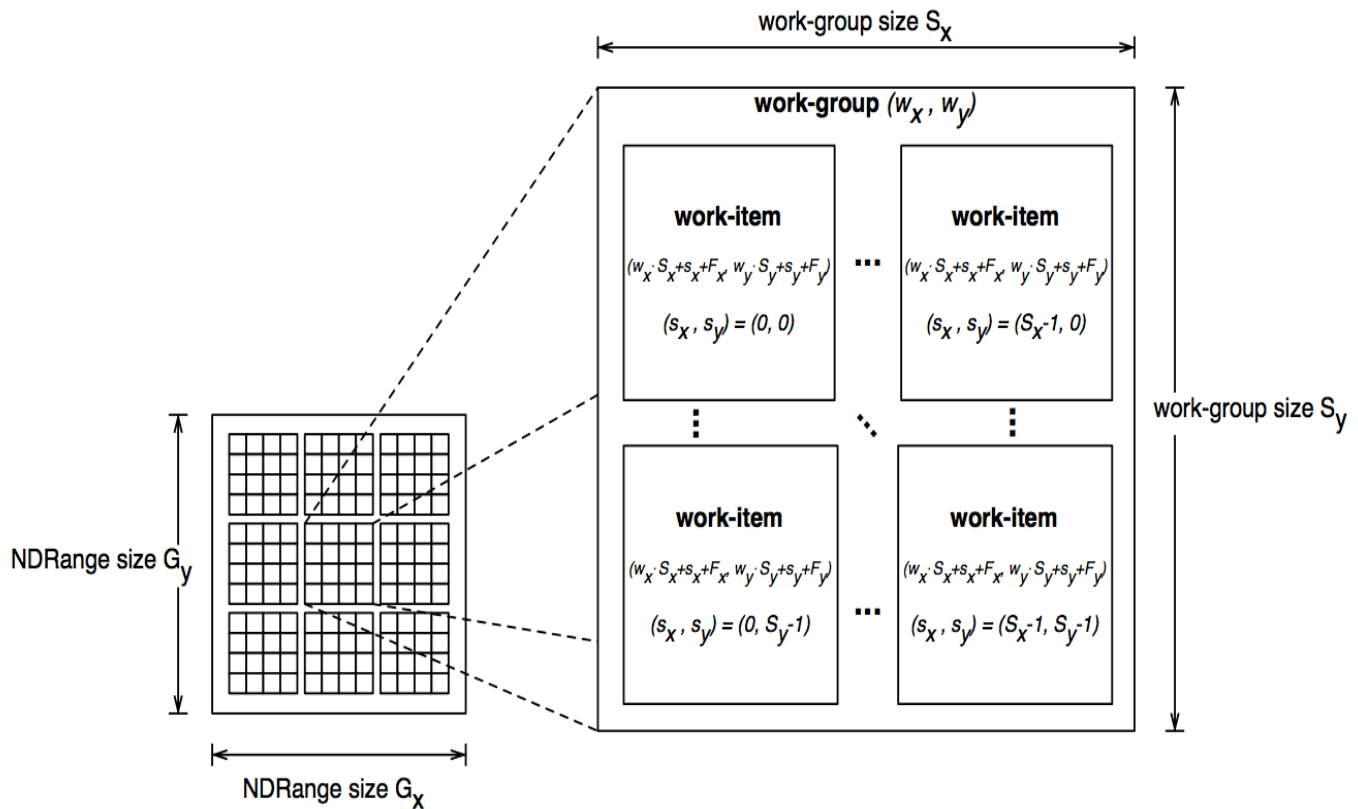 work-group size Sx
work-group (wx , wy)
work-item
(wx· Sx+sx+Fx, wy· Sy+sy+Fy)
(sx , sy) = (0, 0)
...
work-item
(wx· Sx+sx+Fx, wy· Sy+sy+Fy)
(sx , sy) = (Sx-1, 0)
work-group size Sy
work-item
(wx· Sx+sx+Fx, wy· Sy+sy+Fy)
(sx , sy) = (0, Sy-1)
...
work-item
(wx· Sx+sx+Fx, wy· Sy+sy+Fy)
(sx , sy) = (Sx-1, Sy-1)
NDRange size Gy
NDRange size Gx